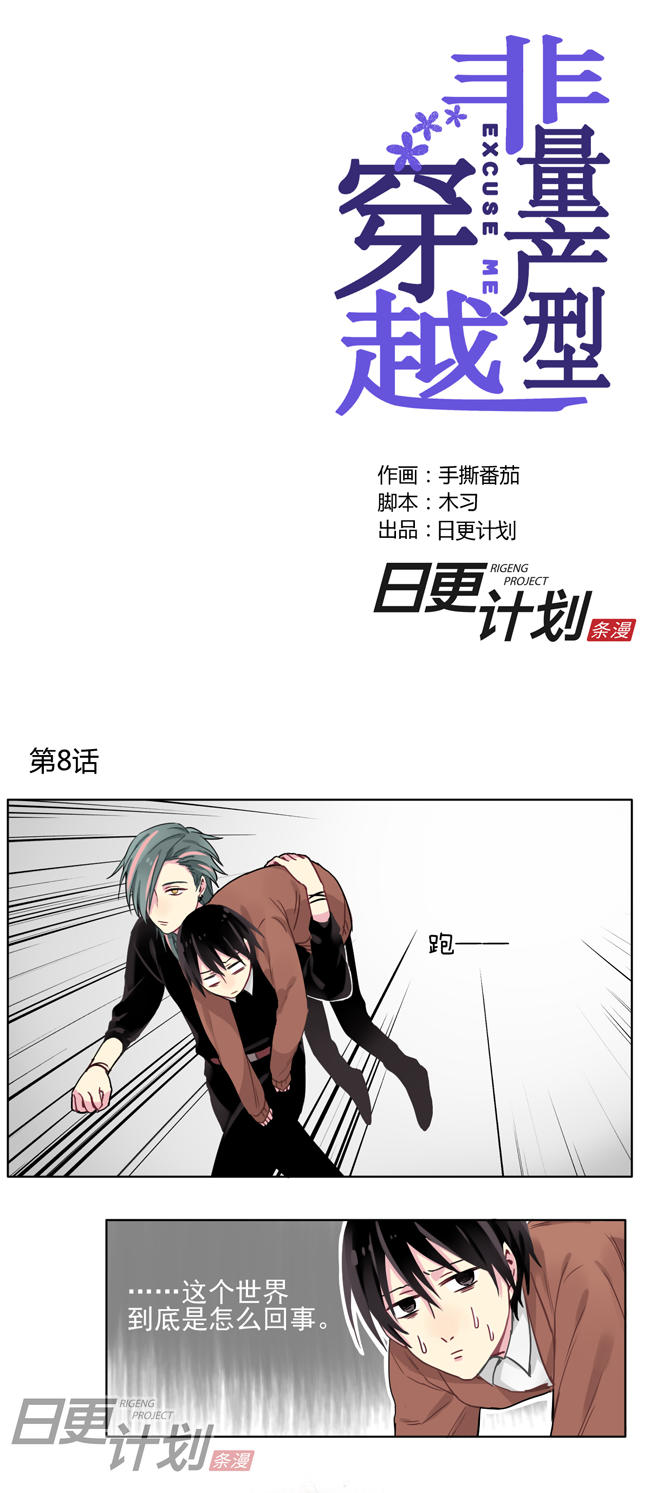 非量产型
EXCUSE ME
穿越
作画：手撕番茄
脚本：木习
出品：日更计划
日更计划
RIGENG
PROJECT
条漫
第8话
跑——
……这个世界
到底是怎么回事。
日更计划
RIGENG
PROJECT
条漫